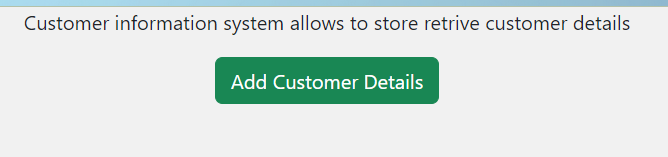 Customer information system allows to store retrive customer details
Add Customer Details